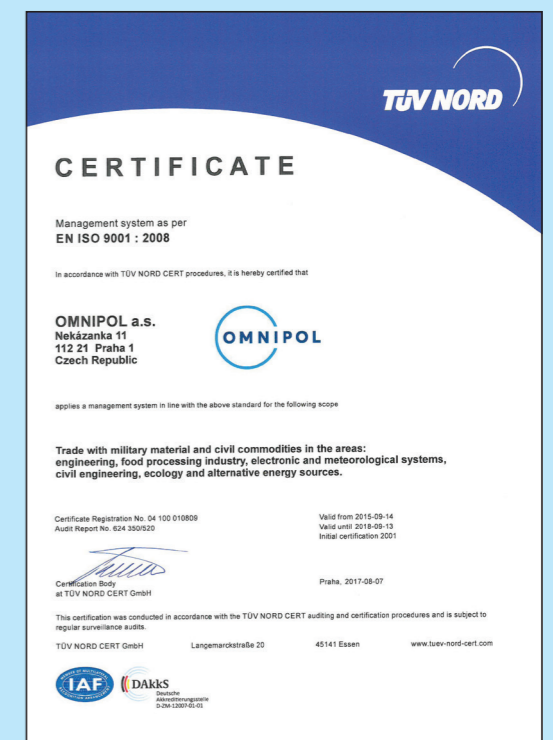 TÜV NORD
CERTIFICATE
Management system as per
EN ISO 9001 : 2008
In accordance with TÜV NORD CERT procedures, it is hereby certified that
OMNIPOL a.s.
Nekázanka 11
112 21 Praha 1
Czech Republic
OMNIPOL
applies a management system in line with the above standard for the following scope
Trade with military material and civil commodities in the areas:
engineering, food processing industry, electronic and meteorological systems,
civil engineering, ecology and alternative energy sources.
Certificate Registration No. 04 100 010809
Audit Report No. 624 350/520
Valid from 2015-09-14
Valid until 2018-09-13
Initial certification 2001
Certification Body
at TÜV NORD CERT GmbH
Praha, 2017-08-07
This certification was conducted in accordance with the TÜV NORD CERT auditing and certification procedures and is subject to
regular surveillance audits.
TÜV NORD CERT GmbH Langemarckstraße 20 45141 Essen www.tuev-nord-cert.com
IAF
DAkkS
Deutsche
Akkreditierungsstelle
D-ZM-12007-01-01